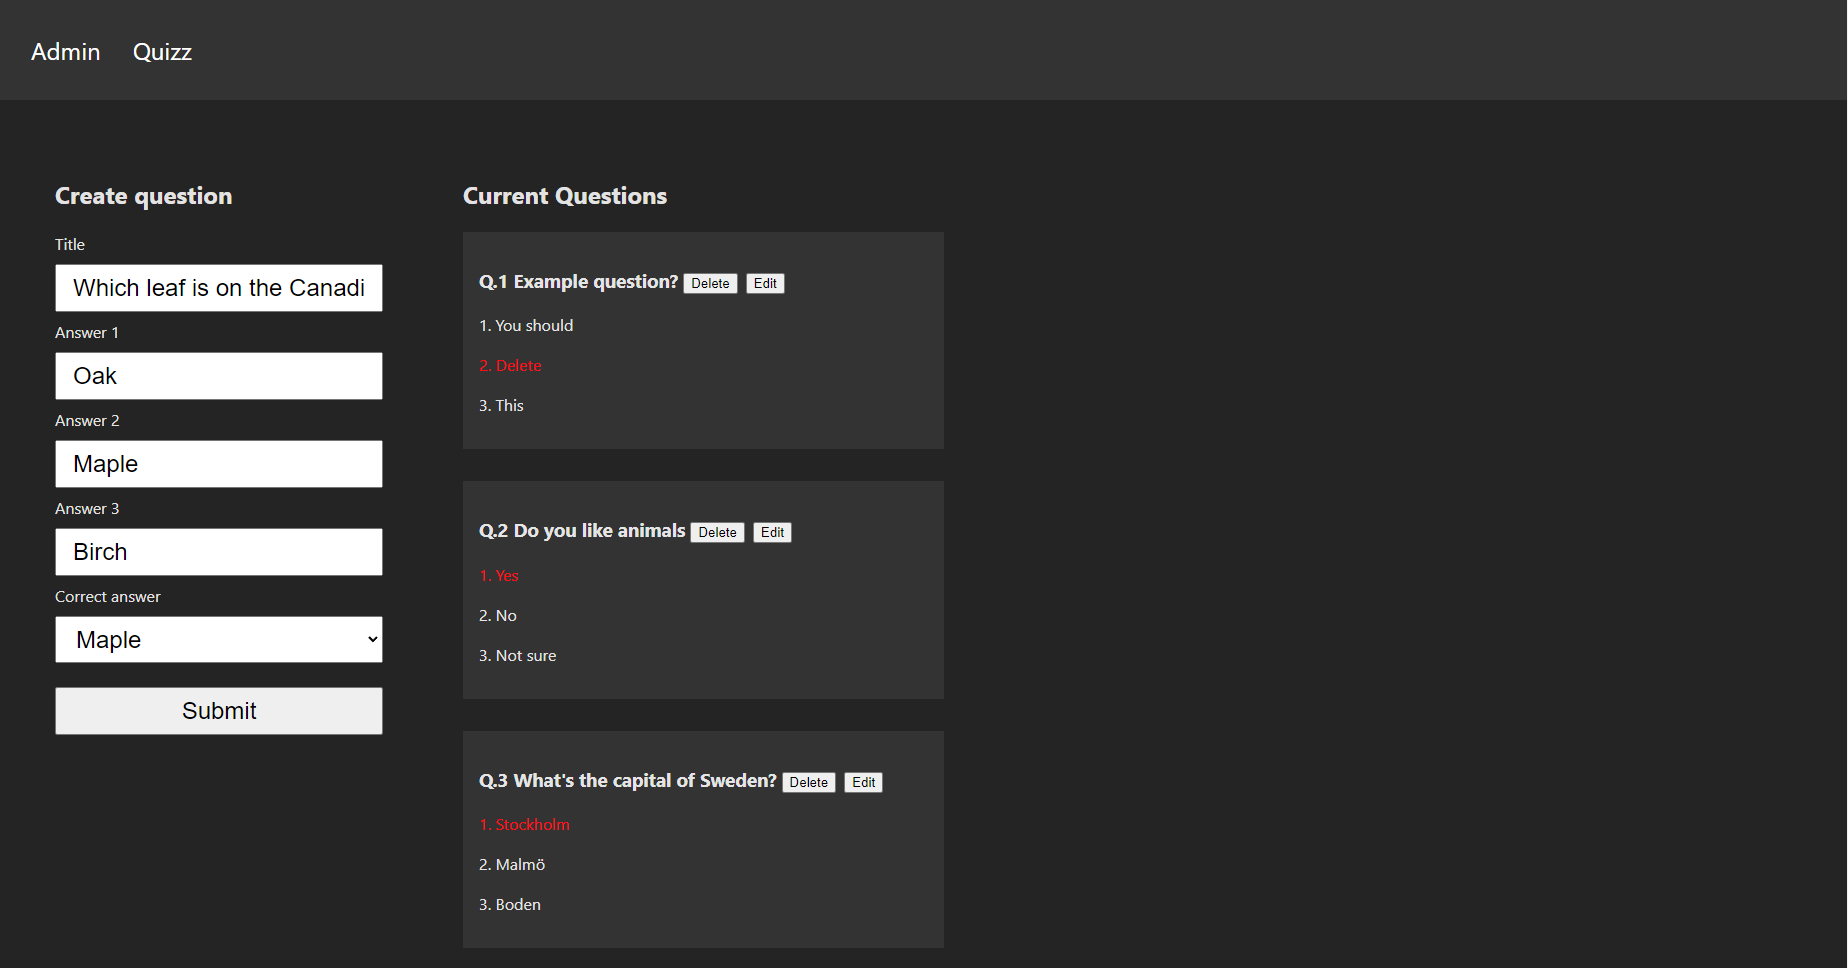 Admin Quizz
Create question
Title
Which leaf is on the Canadi
Answer 1
Oak
Answer 2
Maple
Answer 3
Birch
Correct answer
Maple
Submit
Current Questions
Q.1 Example question? Delete Edit
1. You should
2. Delete
3. This
Q.2 Do you like animals Delete Edit
1. Yes
2. No
3. Not sure
Q.3 What's the capital of Sweden? Delete Edit
1. Stockholm
2. Malmö
3. Boden